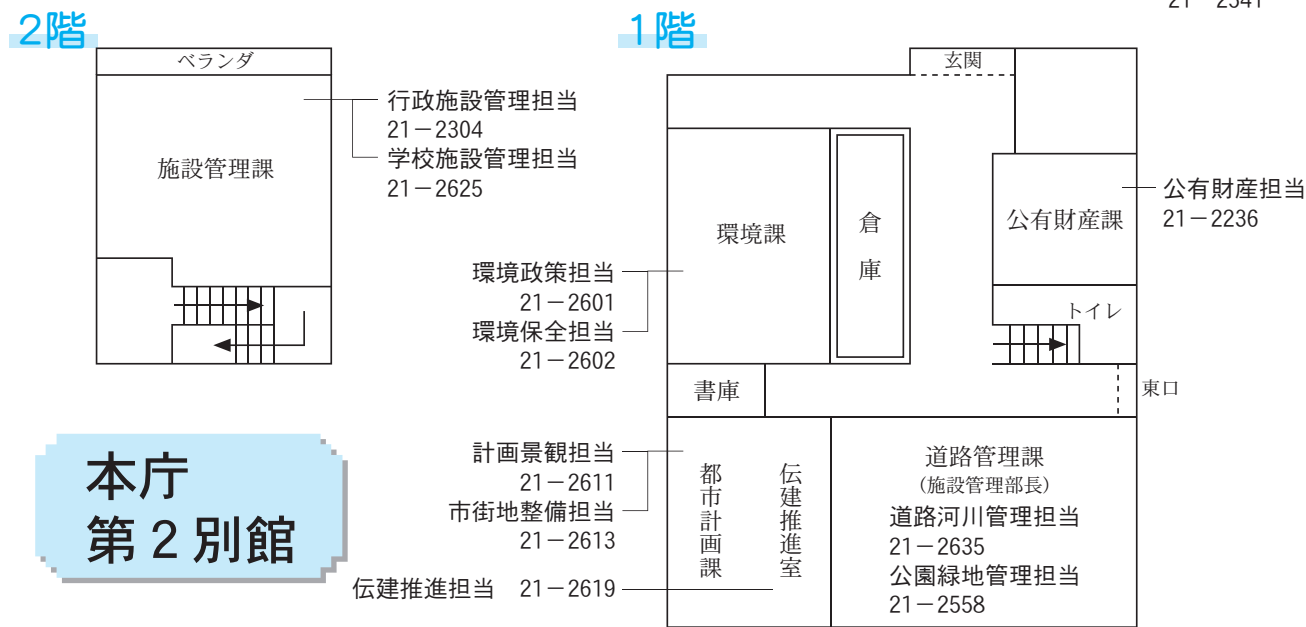 21－2341
2階
ベランダ
施設管理課
行政施設管理担当
21－2304
学校施設管理担当
21－2625
1階
玄関
環境課
倉庫
公有財産課
公有財産担当
21－2236
トイレ
環境政策担当
21－2601
環境保全担当
21－2602
書庫
東口
本庁
第2別館
計画景観担当
21－2611
市街地整備担当
21－2613
伝建推進担当 21－2619
都市計画課
伝建推進室
道路管理課
(施設管理部長)
道路河川管理担当
21－2635
公園緑地管理担当
21－2558